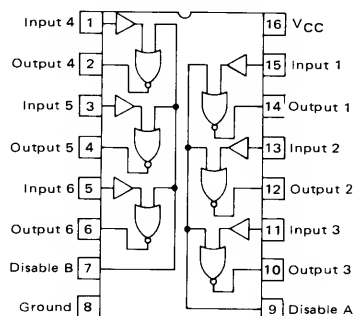 Input 4 1
Output 4 2
Input 5 3
Output 5 4
Input 6 5
Output 6 6
Disable B 7
Ground 8
16 VCC
15 Input 1
14 Output 1
13 Input 2
12 Output 2
11 Input 3
10 Output 3
9 Disable A